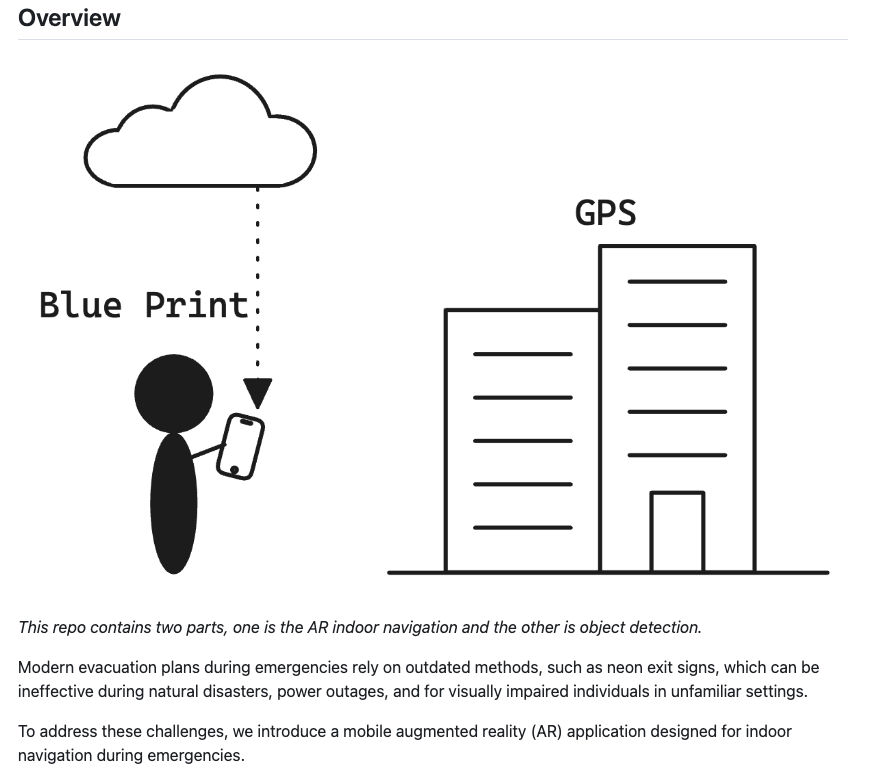 Overview
GPS
Blue Print
This repo contains two parts, one is the AR indoor navigation and the other is object detection.
Modern evacuation plans during emergencies rely on outdated methods, such as neon exit signs, which can be
ineffective during natural disasters, power outages, and for visually impaired individuals in unfamiliar settings.
To address these challenges, we introduce a mobile augmented reality (AR) application designed for indoor
navigation during emergencies.